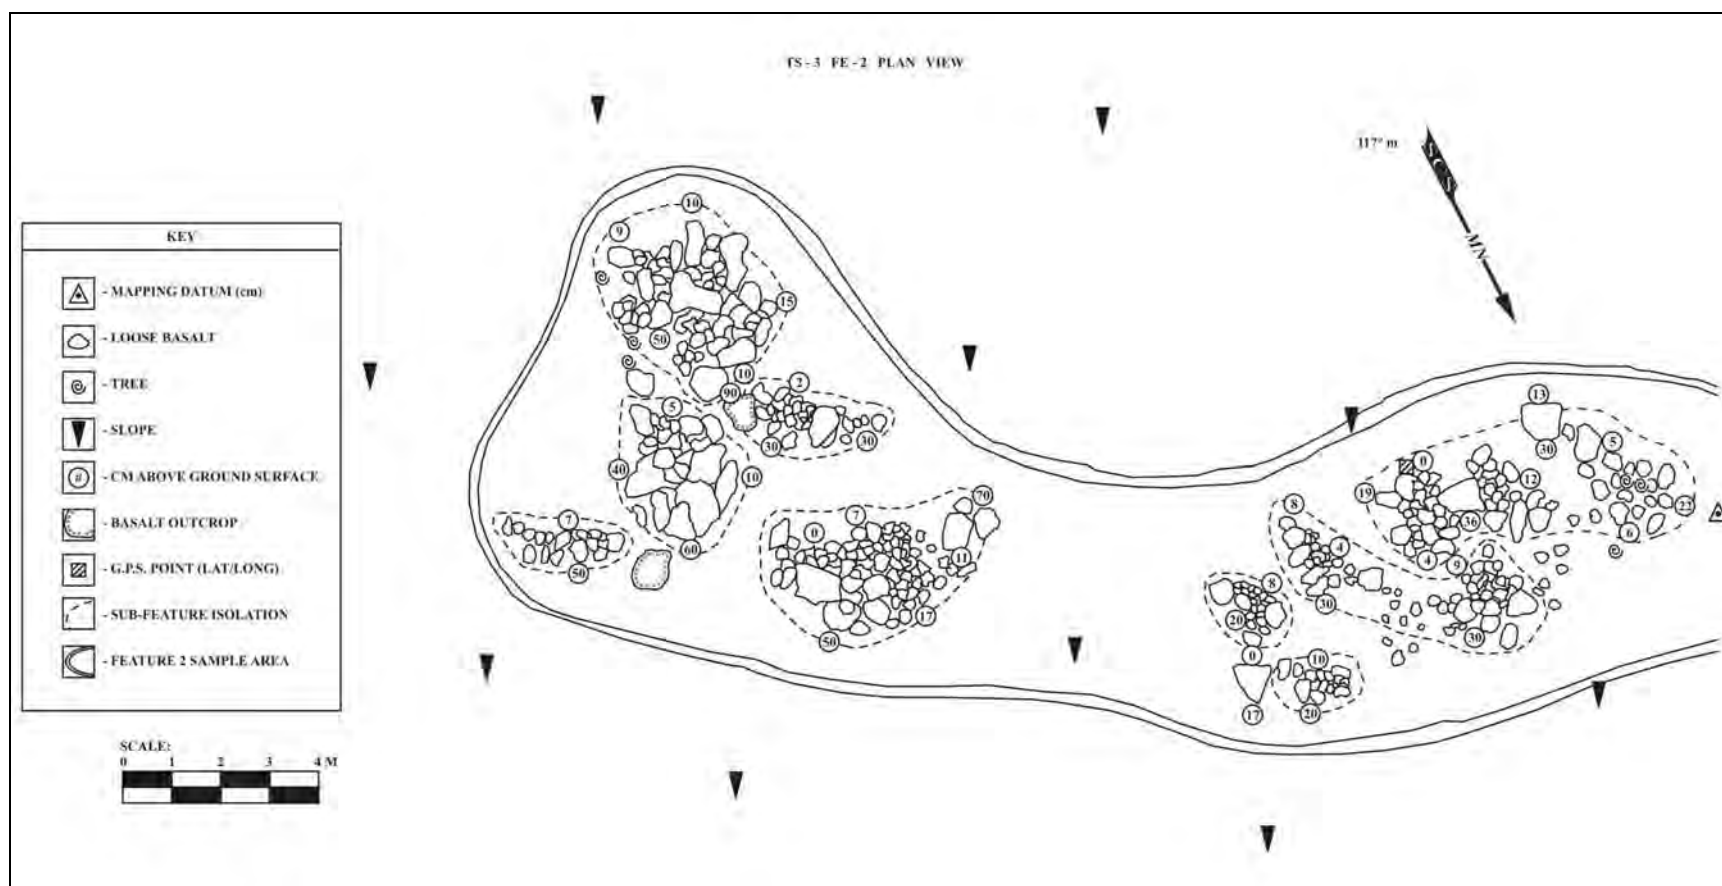 TS - 3 FE - 2 PLAN VIEW
117° m
MN
KEY
- MAPPING DATUM (cm)
- LOOSE BASALT
- TREE
- SLOPE
# - CM ABOVE GROUND SURFACE
- BASALT OUTCROP
- G.P.S. POINT (LAT/LONG)
- SUB-FEATURE ISOLATION
- FEATURE 2 SAMPLE AREA
SCALE:
0 1 2 3 4 M
10
9
15
50
10
90
2
5
30
30
40
10
7
50
60
0
7
70
11
17
50
13
30
5
0
19
12
22
36
6
8
4
4
9
30
30
8
20
0
17
10
20